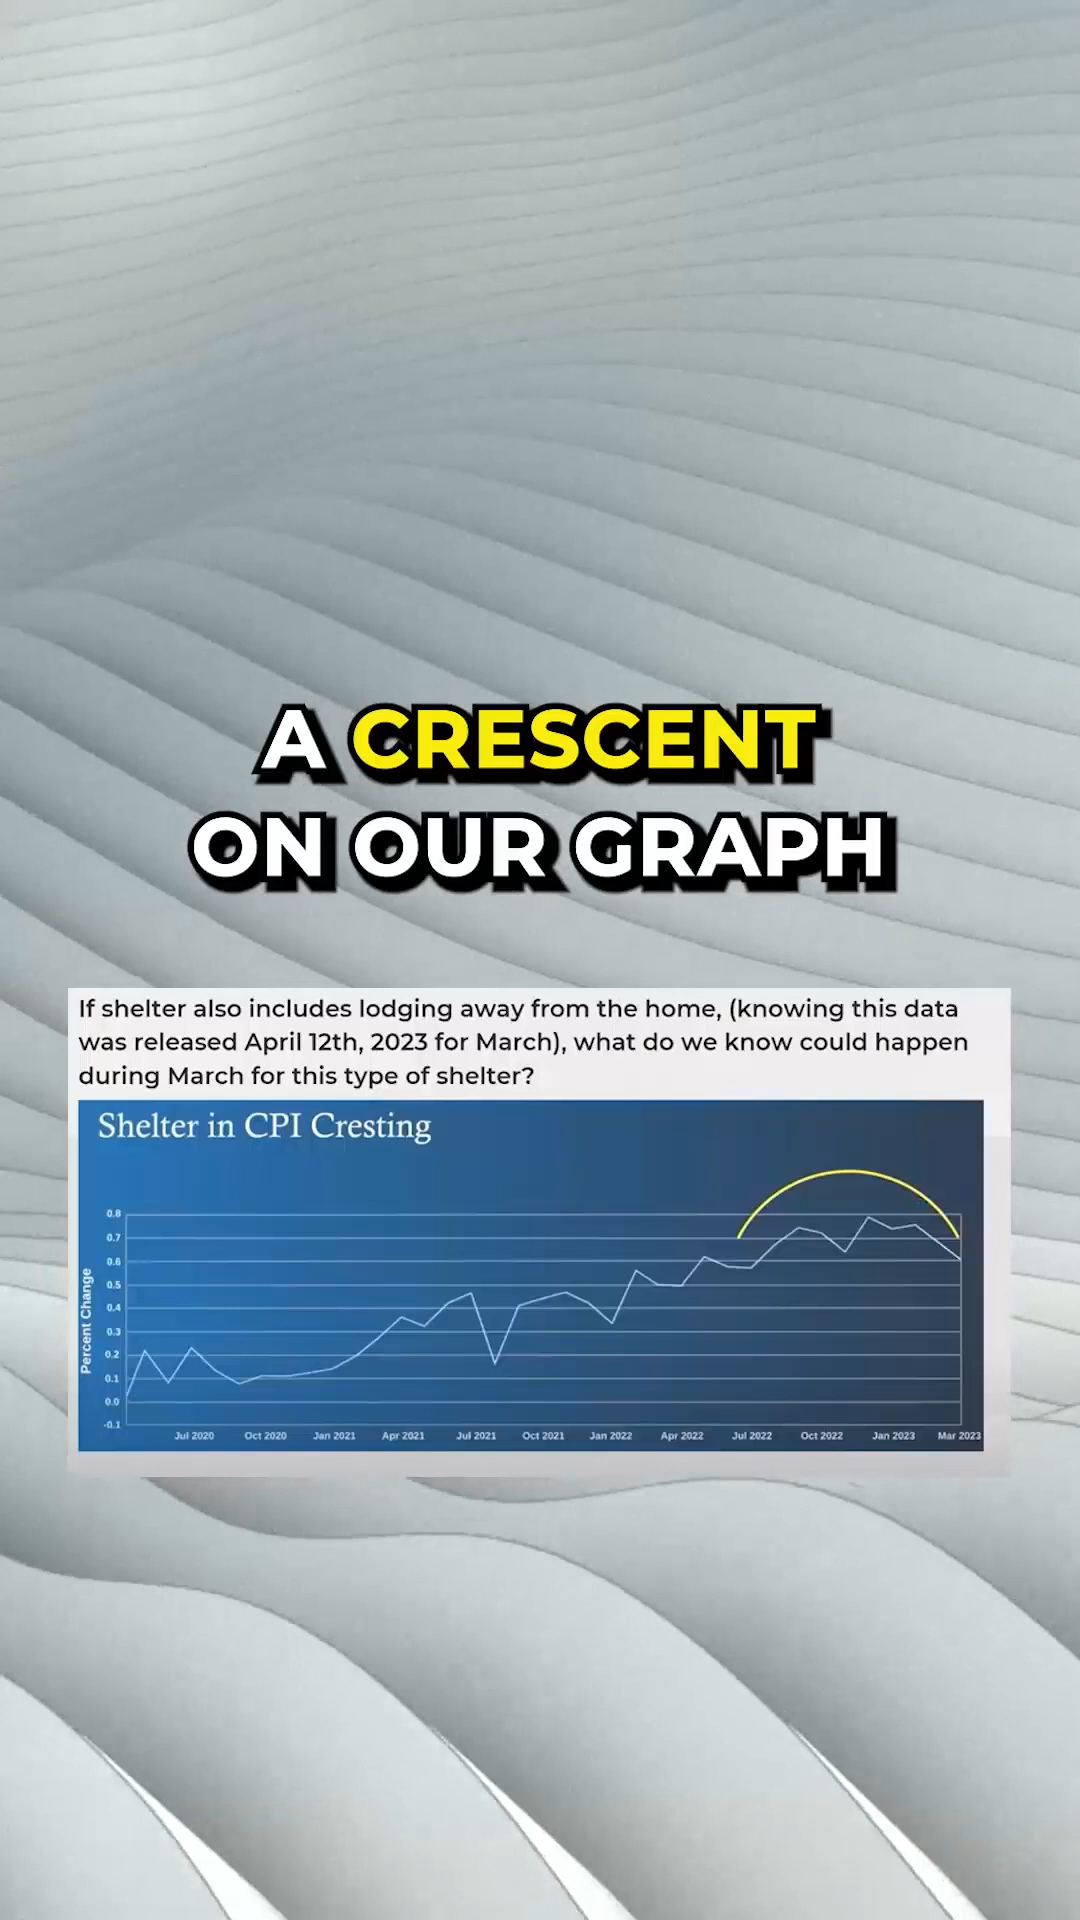 A CRESCENT
ON OUR GRAPH
If shelter also includes lodging away from the home, (knowing this data
was released April 12th, 2023 for March), what do we know could happen
during March for this type of shelter?
Shelter in CPI Cresting
Percent Change
0.8
0.7
0.6
0.5
0.4
0.3
0.2
0.1
0.0
-0.1
Jul 2020 Oct 2020 Jan 2021 Apr 2021 Jul 2021 Oct 2021 Jan 2022 Apr 2022 Jul 2022 Oct 2022 Jan 2023 Mar 2023